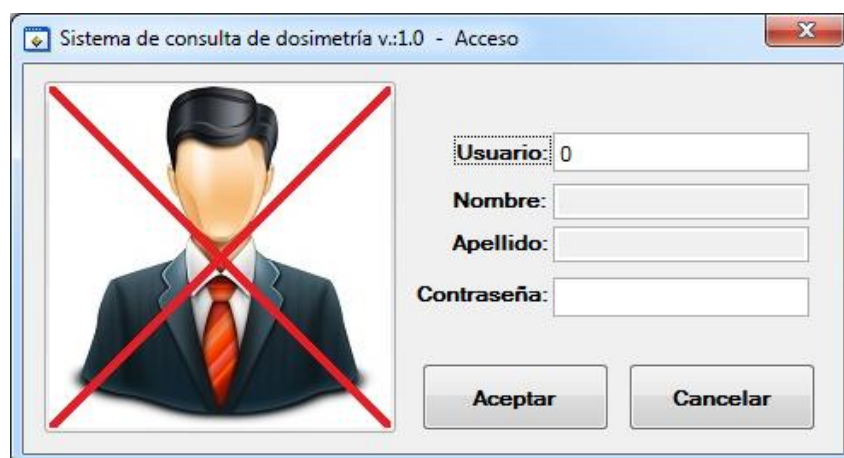 Sistema de consulta de dosimetría v.:1.0 - Acceso
Usuario: 0
Nombre:
Apellido:
Contraseña:
Aceptar Cancelar